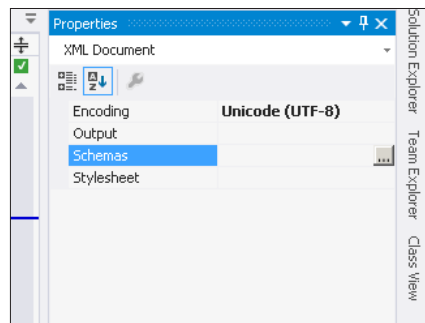 Properties
XML Document
Encoding Unicode (UTF-8)
Output
Schemas ...
Stylesheet
Solution Explorer
Team Explorer
Class View